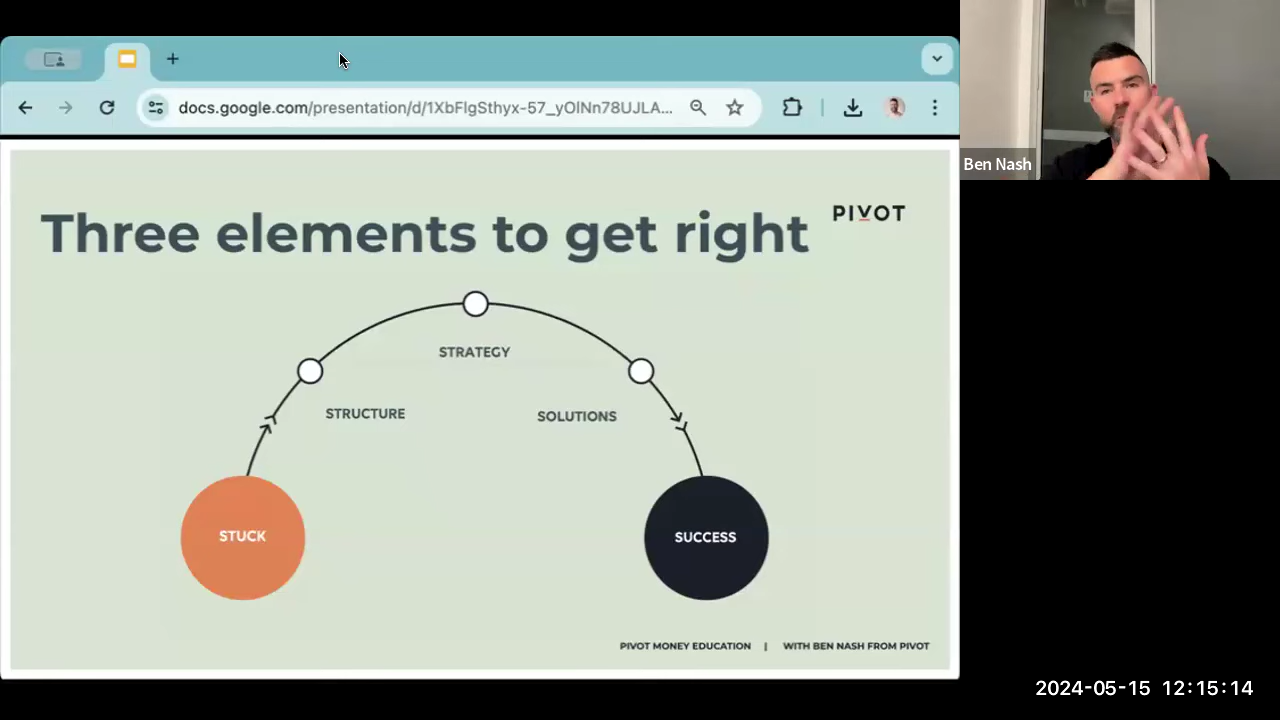 docs.google.com/presentation/d/1XbFlgSthyx-57_yOINn78UJLA...
Ben Nash
Three elements to get right
PIVOT
STRATEGY
STRUCTURE
SOLUTIONS
STUCK
SUCCESS
PIVOT MONEY EDUCATION | WITH BEN NASH FROM PIVOT
2024-05-15 12:15:14